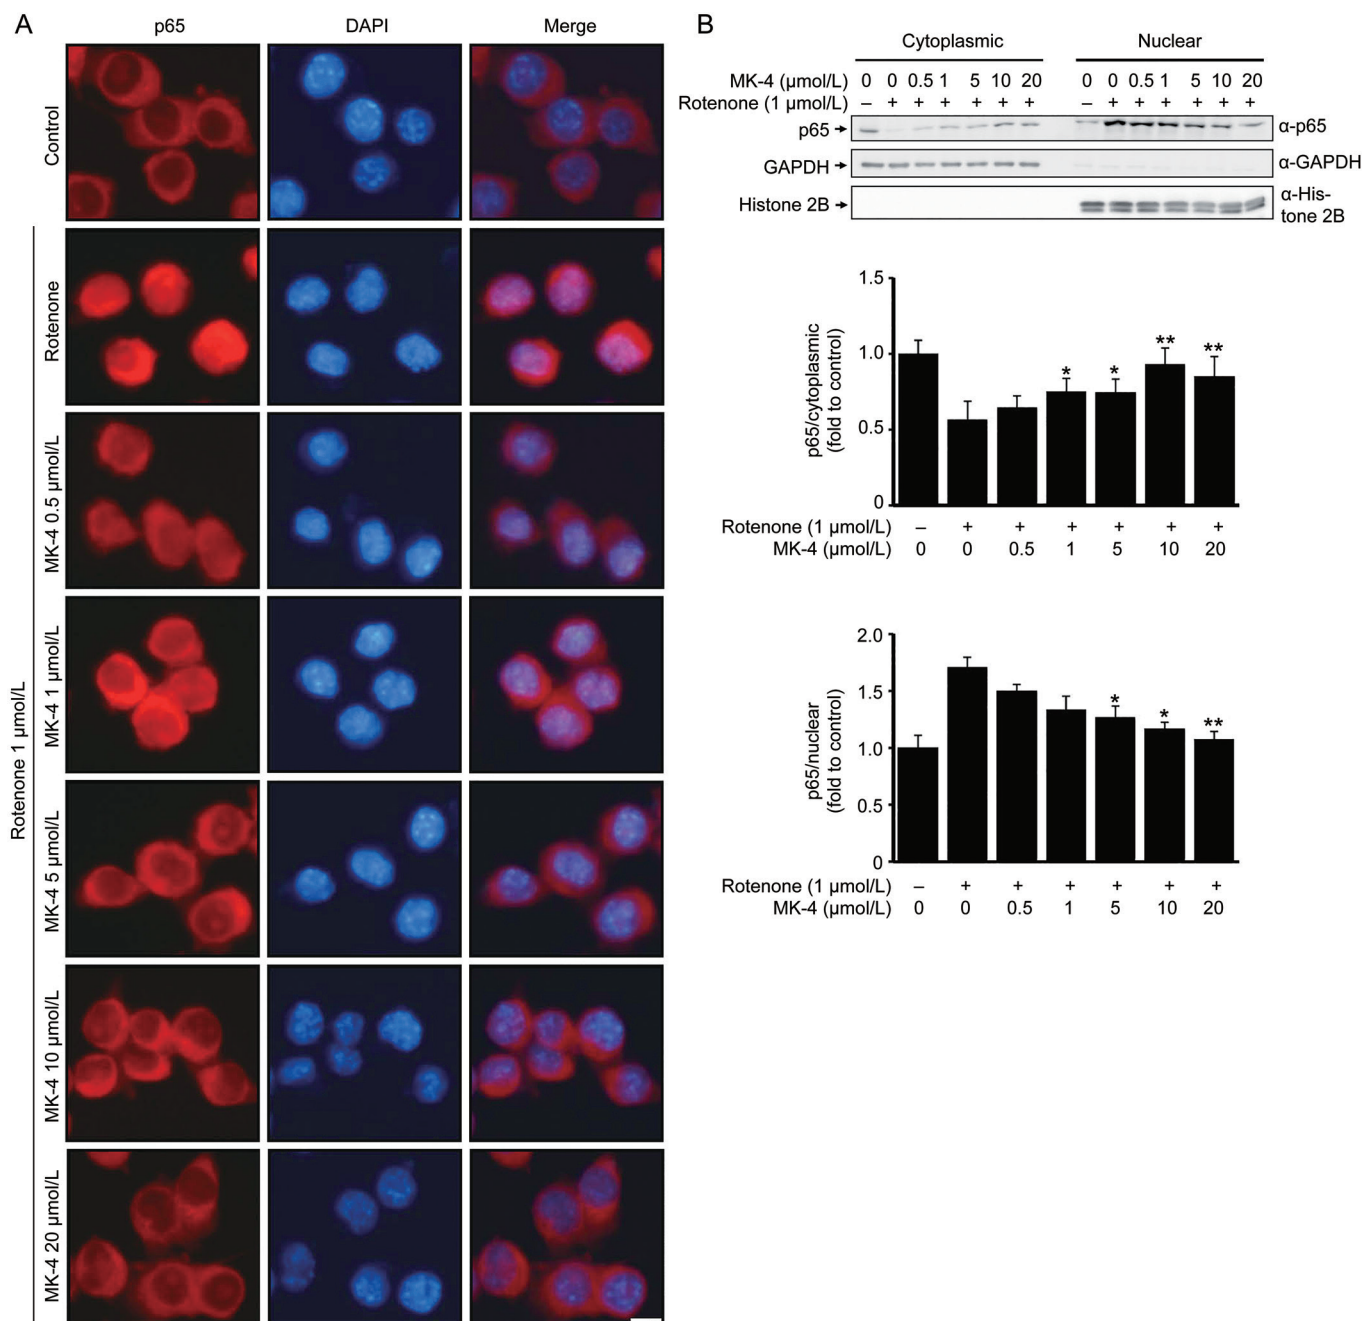 A
p65
DAPI
Merge
Control
Rotenone
MK-4 0.5 μmol/L
MK-4 1 μmol/L
MK-4 5 μmol/L
MK-4 10 μmol/L
MK-4 20 μmol/L
Rotenone 1 μmol/L
B
Cytoplasmic Nuclear
MK-4 (μmol/L) 0 0 0.5 1 5 10 20 0 0 0.5 1 5 10 20
Rotenone (1 μmol/L) – + + + + + + – + + + + + +
p65 α-p65
GAPDH α-GAPDH
Histone 2B α-His-
tone 2B
p65/cytoplasmic
(fold to control)
1.5
1.0
0.5
0
* * ** **
Rotenone (1 μmol/L) – + + + + + +
MK-4 (μmol/L) 0 0 0.5 1 5 10 20
p65/nuclear
(fold to control)
2.0
1.5
1.0
0.5
0
* * **
Rotenone (1 μmol/L) – + + + + + +
MK-4 (μmol/L) 0 0 0.5 1 5 10 20